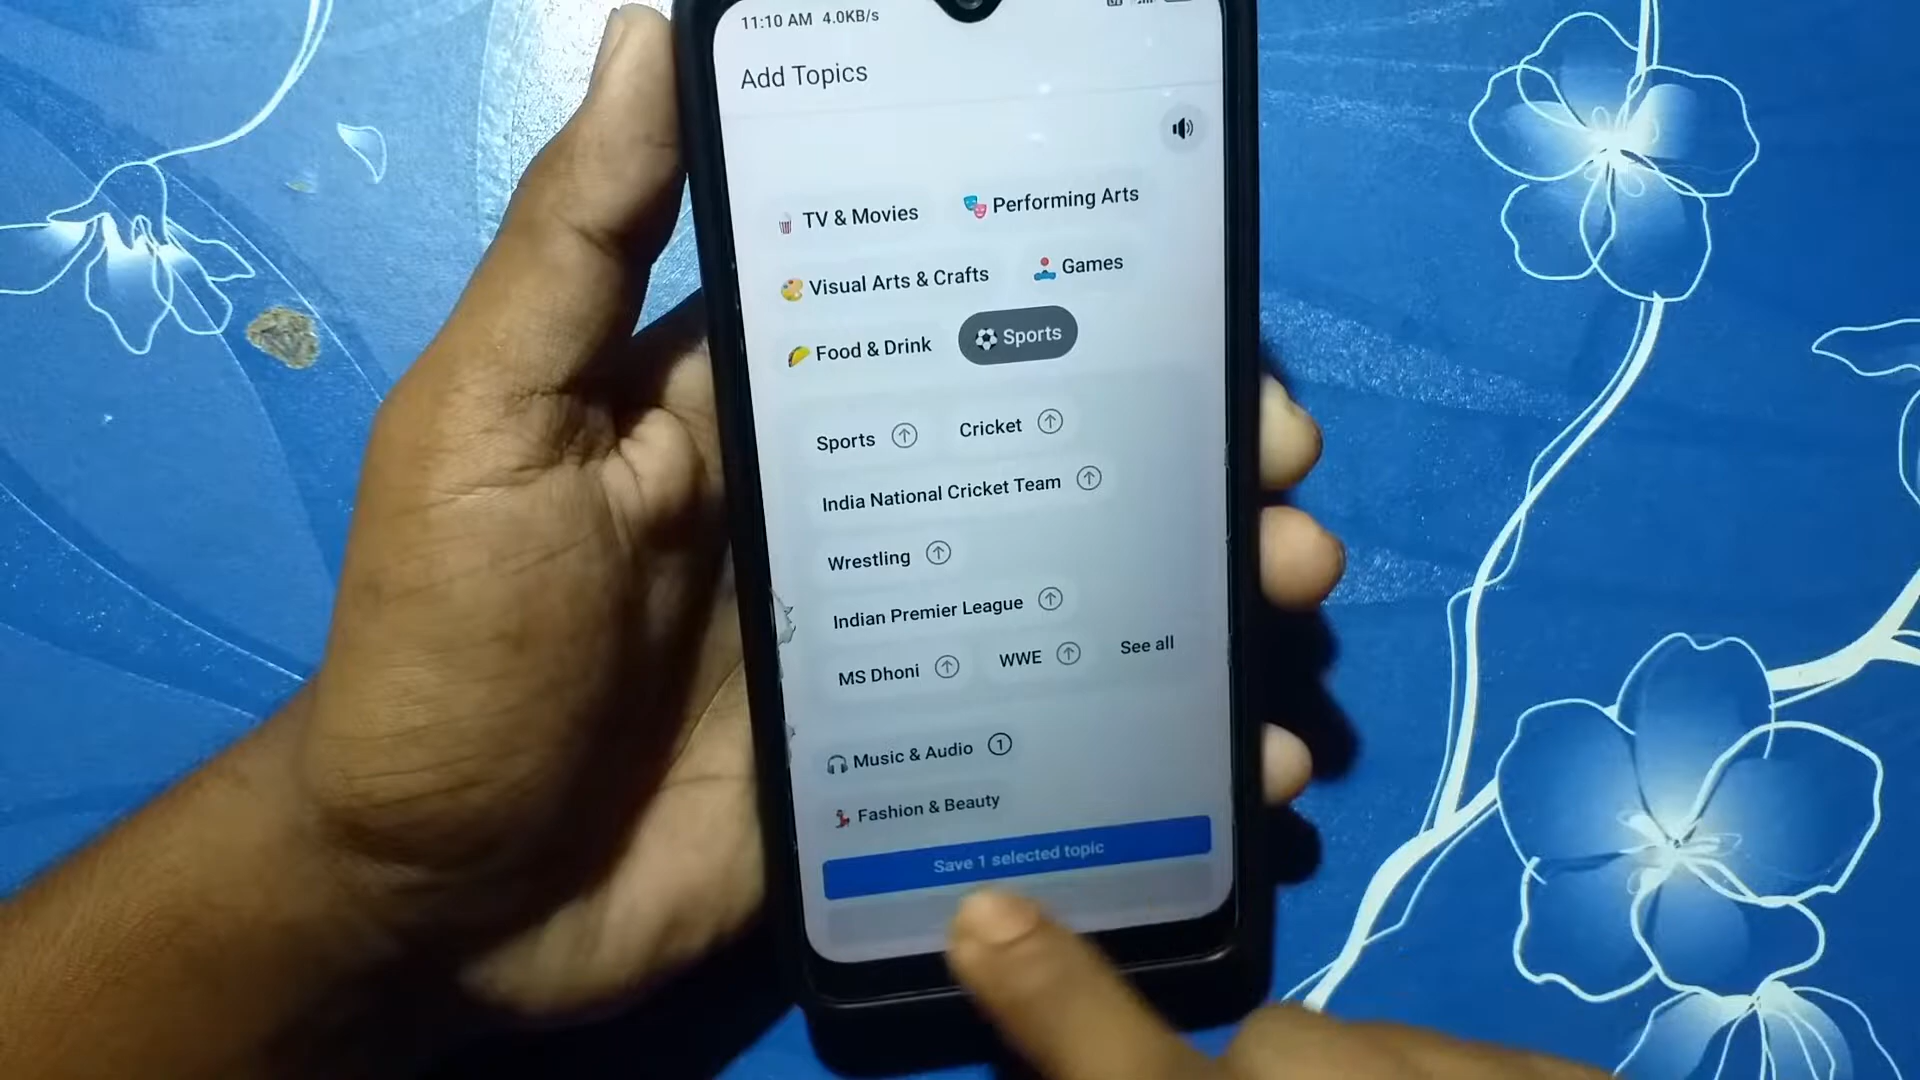 11:10 AM 4.0KB/s
Add Topics
TV & Movies
Performing Arts
Visual Arts & Crafts
Games
Food & Drink
Sports
Sports
Cricket
India National Cricket Team
Wrestling
Indian Premier League
MS Dhoni
WWE
See all
Music & Audio 1
Fashion & Beauty
Save 1 selected topic